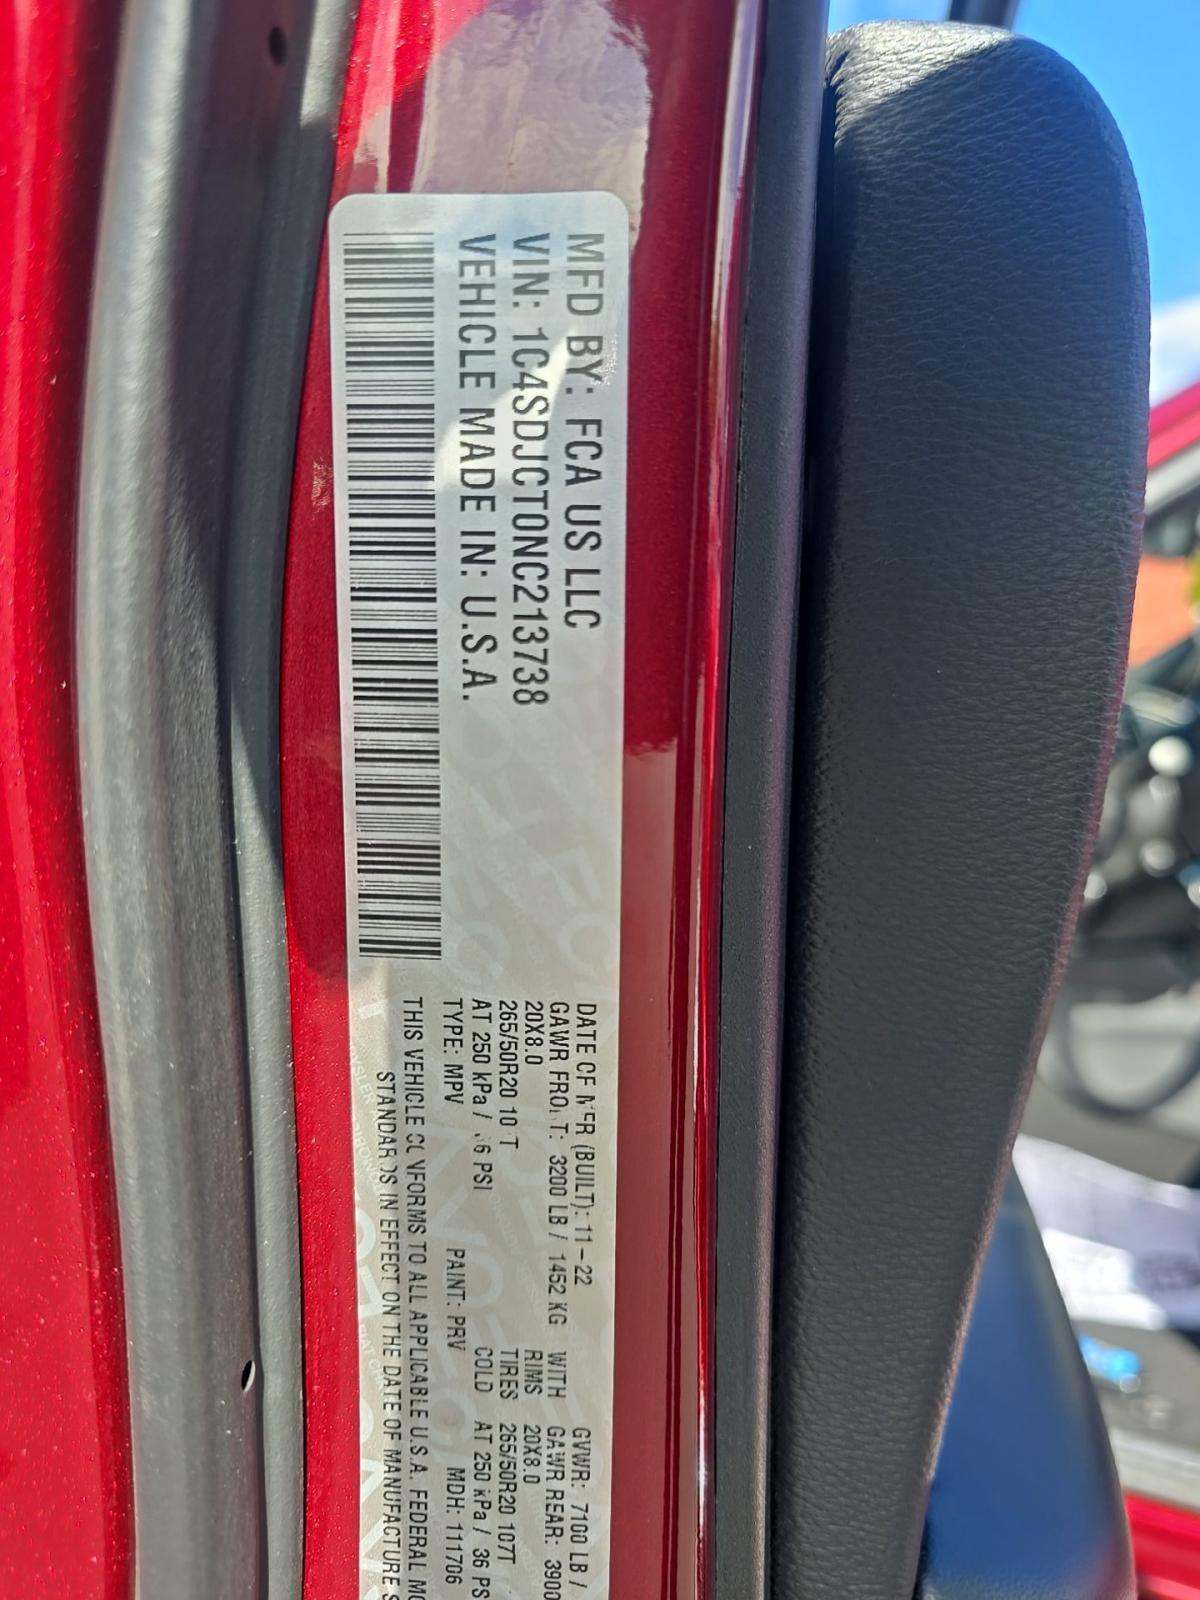 MFD BY: FCA US LLC
VIN: 1C4SDJCT0NC213738
VEHICLE MADE IN: U.S.A.
DATE OF MFR (BUILT): 11-22 GVWR: 7100 LB /
GAWR FRONT: 3200 LB / 1452 KG WITH GAWR REAR: 3900
20X8.0 RIMS 20X8.0
265/50R20 107T TIRES 265/50R20 107T
AT 250 kPa / 36 PSI COLD AT 250 kPa / 36 PS
TYPE: MPV PAINT: PRV MDH: 111706
THIS VEHICLE CONFORMS TO ALL APPLICABLE U.S.A. FEDERAL MO
STANDARDS IN EFFECT ON THE DATE OF MANUFACTURE S